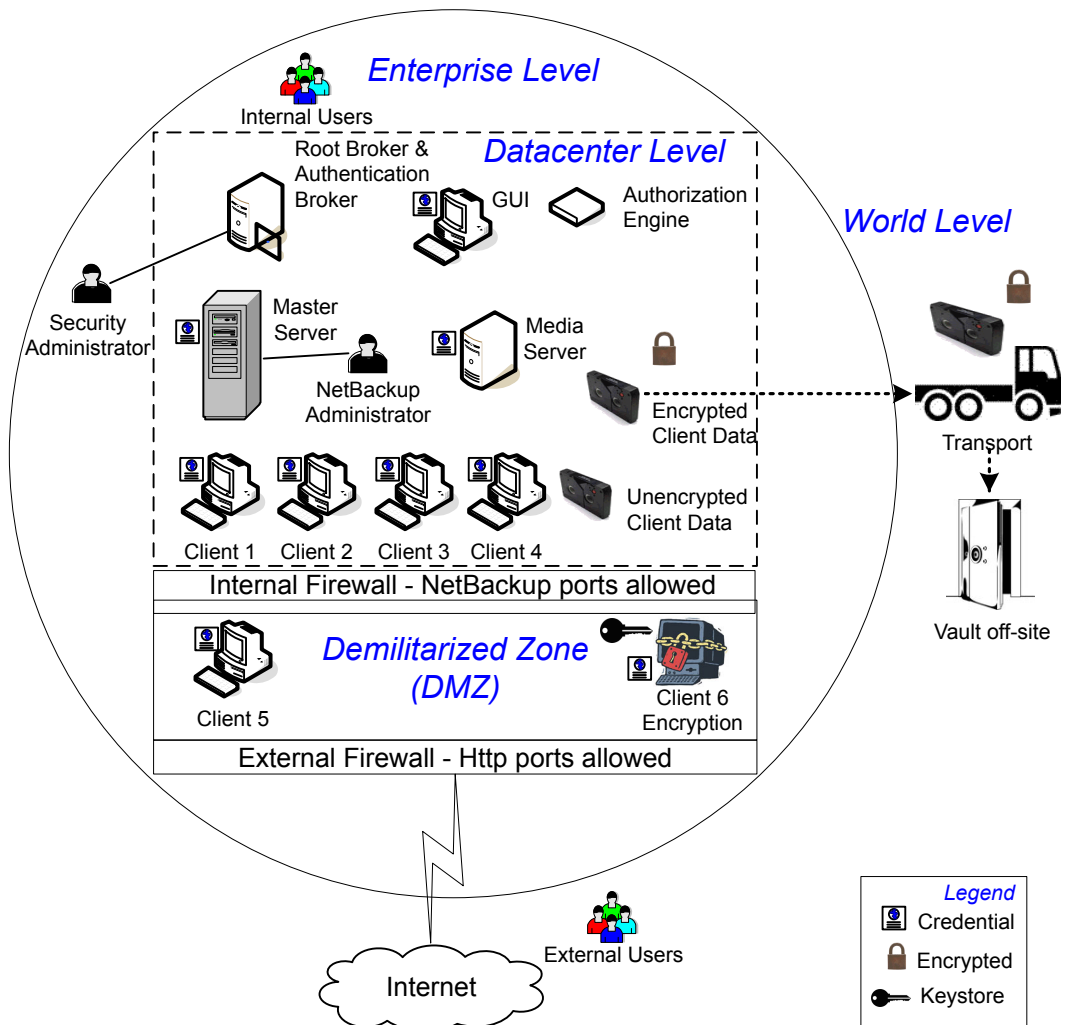 Enterprise Level
Internal Users
Datacenter Level
Root Broker &
Authentication
Broker
GUI
Authorization
Engine
World Level
Security
Administrator
Master
Server
NetBackup
Administrator
Media
Server
Encrypted
Client Data
Transport
Client 1
Client 2
Client 3
Client 4
Unencrypted
Client Data
Vault off-site
Internal Firewall - NetBackup ports allowed
Demilitarized Zone
(DMZ)
Client 5
Client 6
Encryption
External Firewall - Http ports allowed
Internet
External Users
Legend
Credential
Encrypted
Keystore